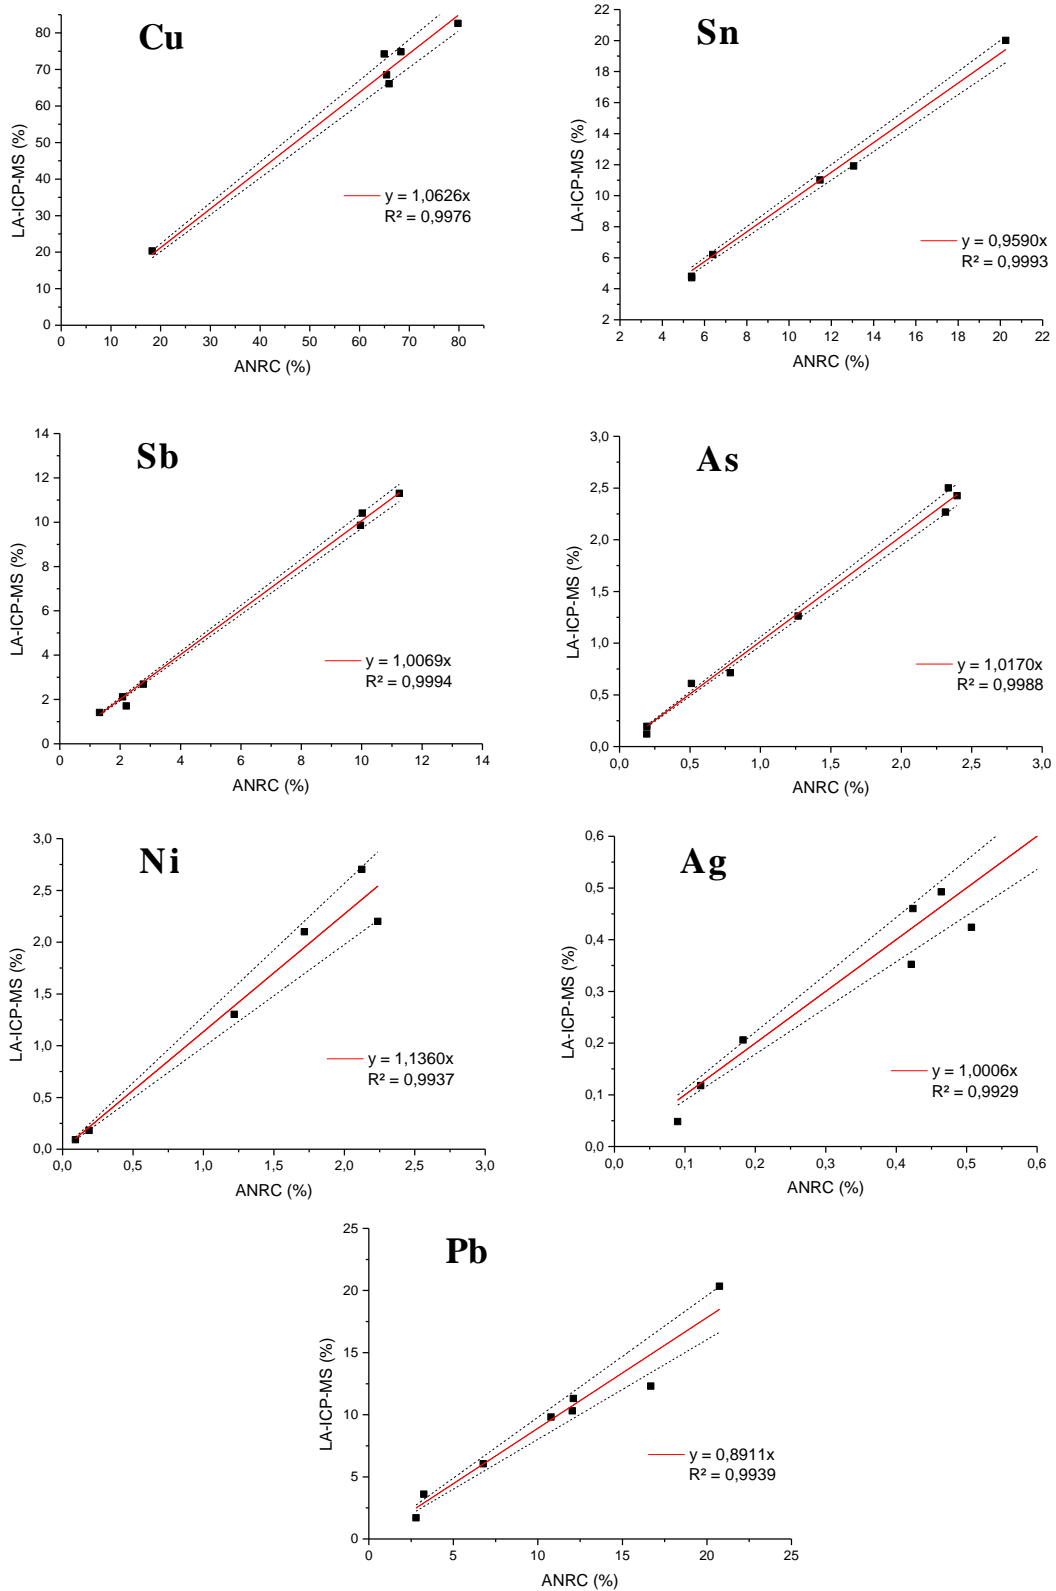 Cu
90
80
70
60
50
40
30
20
10
0
LA-ICP-MS (%)
y = 1,0626x
R² = 0,9976
0 10 20 30 40 50 60 70 80
ANRC (%)
Sn
22
20
18
16
14
12
10
8
6
4
2
LA-ICP-MS (%)
y = 0,9590x
R² = 0,9993
2 4 6 8 10 12 14 16 18 20 22
ANRC (%)
Sb
14
12
10
8
6
4
2
0
LA-ICP-MS (%)
y = 1,0069x
R² = 0,9994
0 2 4 6 8 10 12 14
ANRC (%)
As
3,0
2,5
2,0
1,5
1,0
0,5
0,0
LA-ICP-MS (%)
y = 1,0170x
R² = 0,9988
0,0 0,5 1,0 1,5 2,0 2,5 3,0
ANRC (%)
Ni
3,0
2,5
2,0
1,5
1,0
0,5
0,0
LA-ICP-MS (%)
y = 1,1360x
R² = 0,9937
0,0 0,5 1,0 1,5 2,0 2,5 3,0
ANRC (%)
Ag
0,6
0,5
0,4
0,3
0,2
0,1
0,0
LA-ICP-MS (%)
y = 1,0006x
R² = 0,9929
0,0 0,1 0,2 0,3 0,4 0,5 0,6
ANRC (%)
Pb
25
20
15
10
5
0
LA-ICP-MS (%)
y = 0,8911x
R² = 0,9939
0 5 10 15 20 25
ANRC (%)